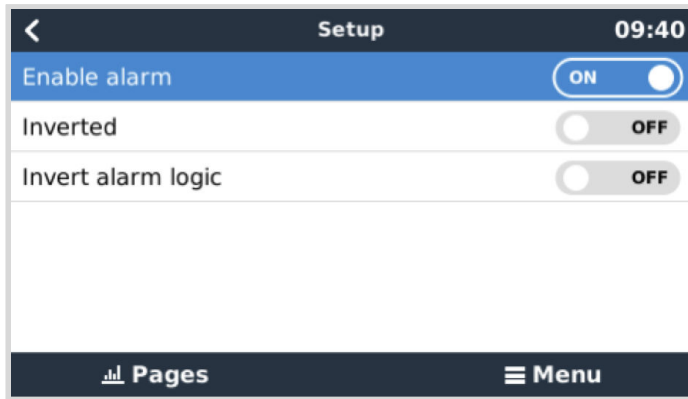 Setup 09:40
Enable alarm ON
Inverted OFF
Invert alarm logic OFF
Pages Menu